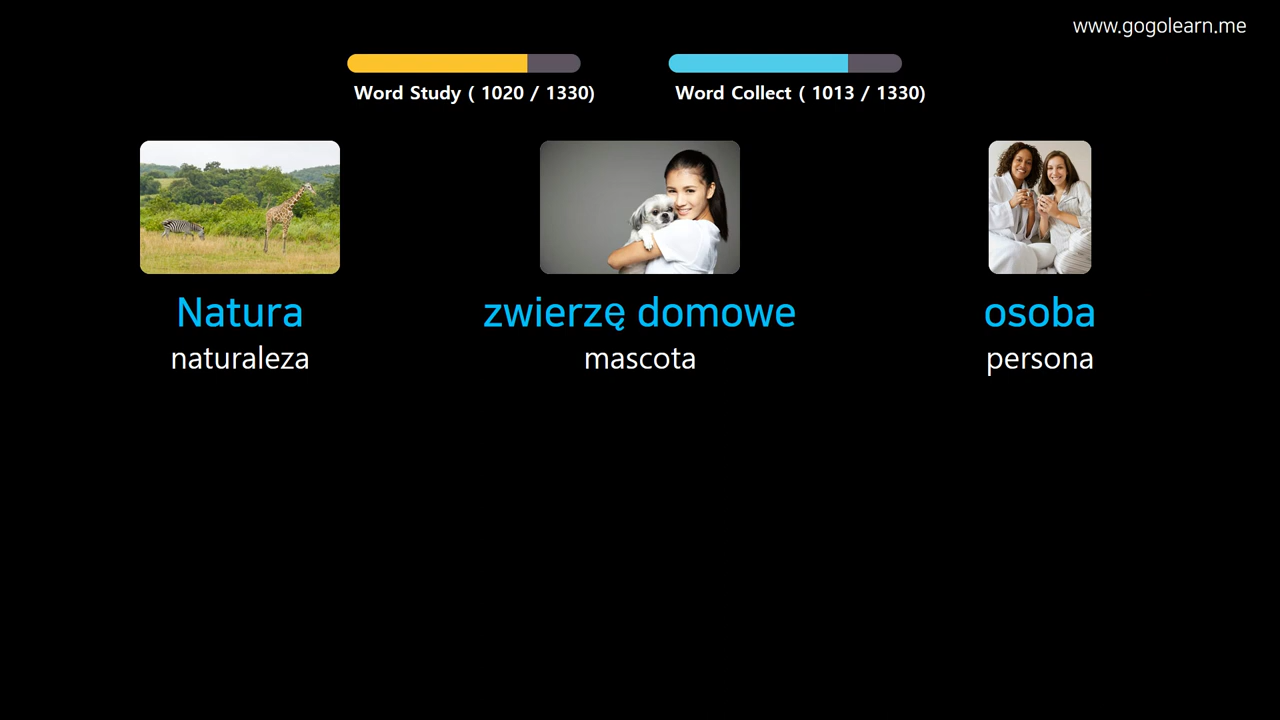 www.gogolearn.me
Word Study ( 1020 / 1330)
Word Collect ( 1013 / 1330)
Natura
naturaleza
zwierzę domowe
mascota
osoba
persona